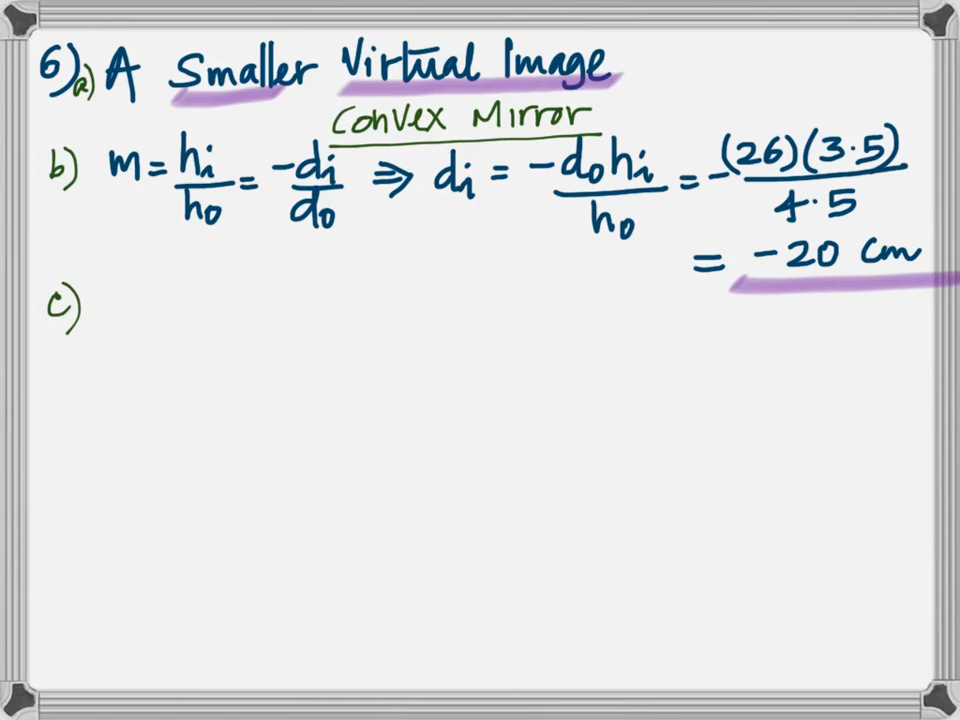 6) a) A Smaller Virtual Image
Convex Mirror
b) m = hi/ho = -di/do ⇒ di = -dohi/ho = -(26)(3.5)/4.5
= -20 cm
c)